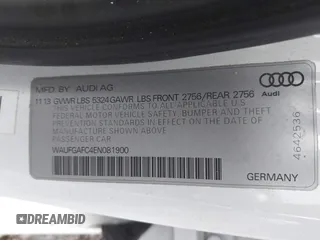 MFD. BY AUDI AG
11 13 GVWR LBS 5324 GAWR LBS FRONT 2756/REAR 2756
THIS VEHICLE CONFORMS TO ALL APPLICABLE U.S.
FEDERAL MOTOR VEHICLE SAFETY, BUMPER, AND THEFT
PREVENTION STANDARDS IN EFFECT ON THE DATE OF
MANUFACTURE SHOWN ABOVE
PASSENGER CAR
WAUFGAFC4EN081900
Audi
4642536
GERMANY
DREAMBID